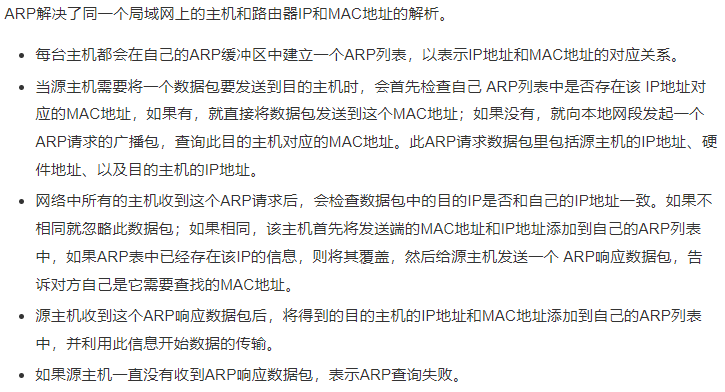 ARP解决了同一个局域网上的主机和路由器IP和MAC地址的解析。
• 每台主机都会在自己的ARP缓冲区中建立一个ARP列表，以表示IP地址和MAC地址的对应关系。
• 当源主机需要将一个数据包要发送到目的主机时，会首先检查自己 ARP列表中是否存在该 IP地址对
应的MAC地址，如果有，就直接将数据包发送到这个MAC地址；如果没有，就向本地网段发起一个
ARP请求的广播包，查询此目的主机对应的MAC地址。此ARP请求数据包里包括源主机的IP地址、硬
件地址、以及目的主机的IP地址。
• 网络中所有的主机收到这个ARP请求后，会检查数据包中的目的IP是否和自己的IP地址一致。如果不
相同就忽略此数据包；如果相同，该主机首先将发送端的MAC地址和IP地址添加到自己的ARP列表
中，如果ARP表中已经存在该IP的信息，则将其覆盖，然后给源主机发送一个 ARP响应数据包，告
诉对方自己是它需要查找的MAC地址。
• 源主机收到这个ARP响应数据包后，将得到的目的主机的IP地址和MAC地址添加到自己的ARP列表
中，并利用此信息开始数据的传输。
• 如果源主机一直没有收到ARP响应数据包，表示ARP查询失败。